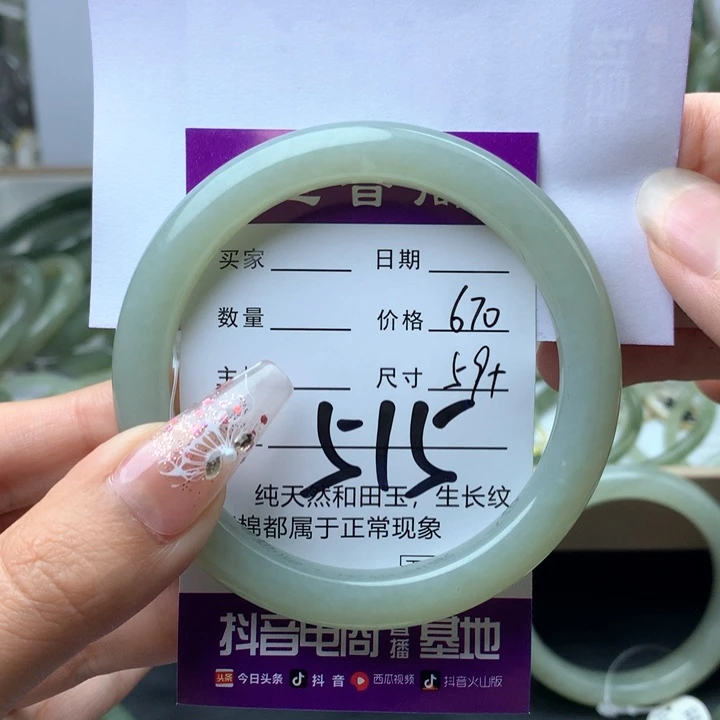 买家 日期
数量 价格 670
尺寸 59+
515
纯天然和田玉，生长纹
棉都属于正常现象
抖音电商直播基地
头条 今日头条 抖音 西瓜视频 抖音火山版